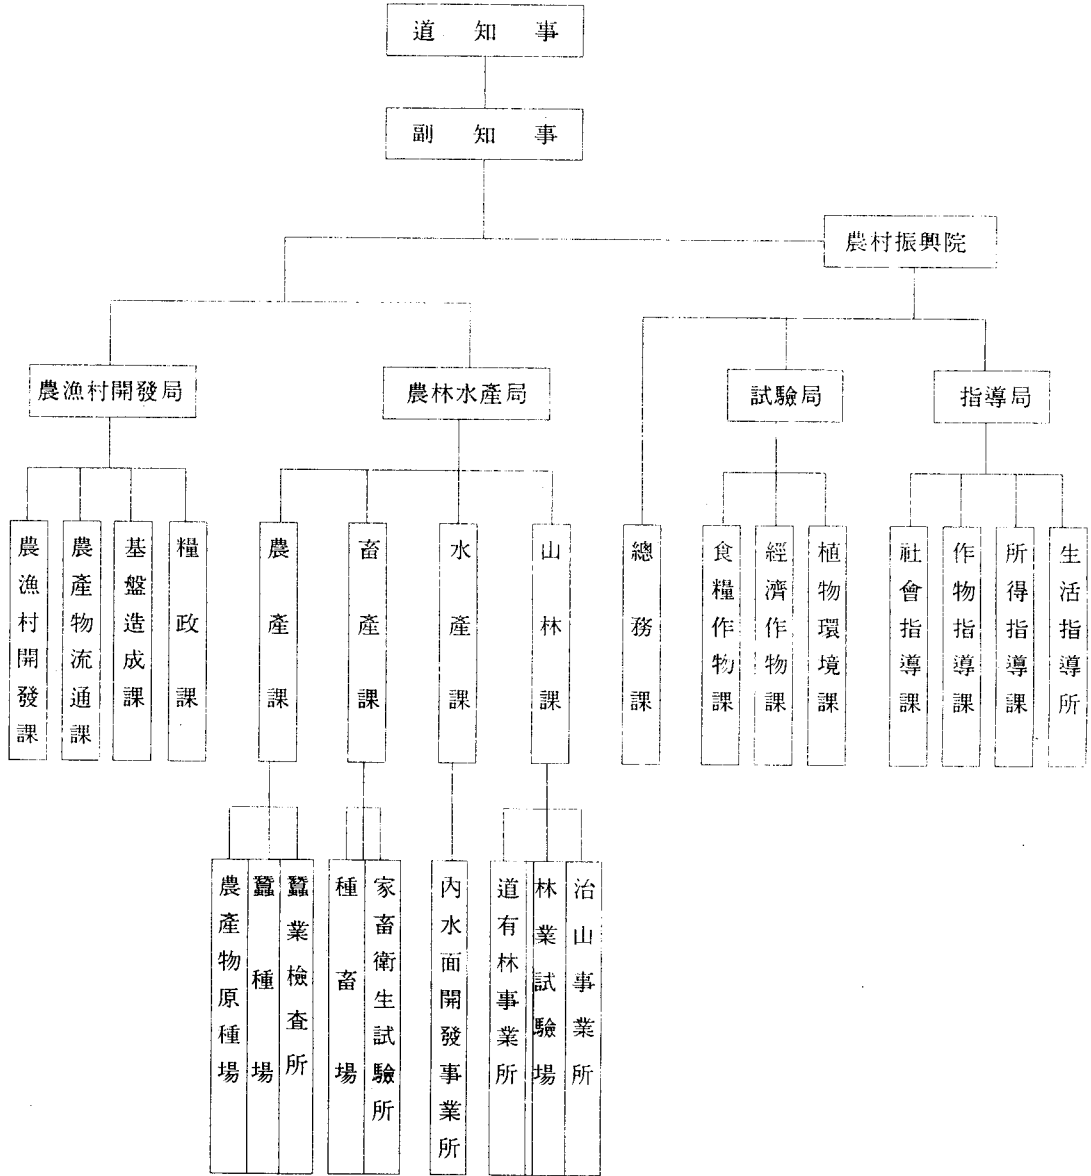 道知事
副知事
農村振興院
農漁村開發局
農林水產局
試驗局
指導局
農漁村開發課
農產物流通課
基盤造成課
糧政課
農產課
畜產課
水產課
山林課
總務課
食糧作物課
經濟作物課
植物環境課
社會指導課
作物指導課
所得指導課
生活指導所
農產物原種場
蠶種場
蠶業檢査所
種畜場
家畜衛生試驗所
內水面開發事業所
道有林事業所
林業試驗場
治山事業所